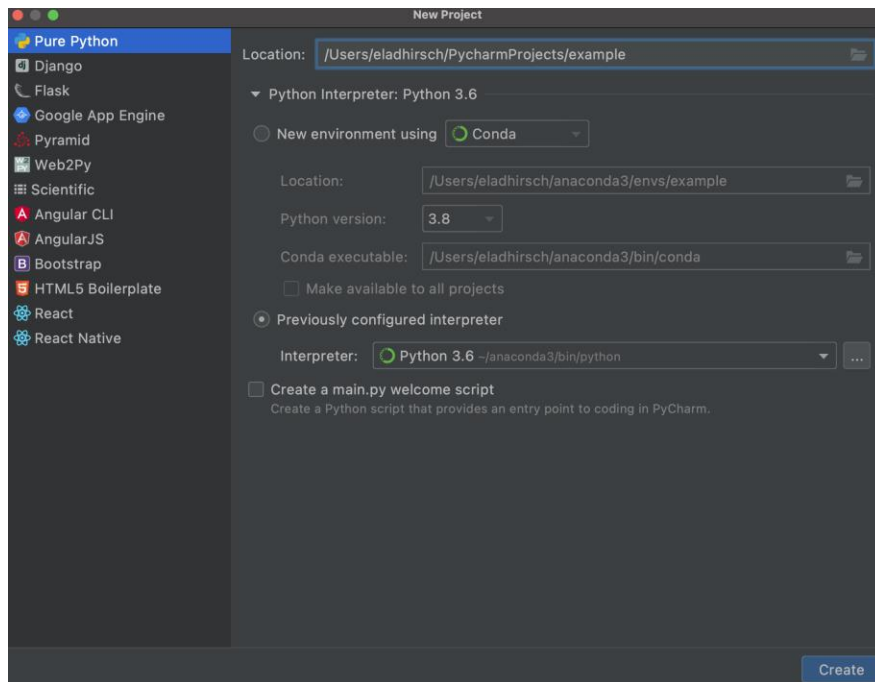 New Project
Pure Python
Django
Flask
Google App Engine
Pyramid
Web2Py
Scientific
Angular CLI
AngularJS
Bootstrap
HTML5 Boilerplate
React
React Native
Location: /Users/eladhirsch/PycharmProjects/example
Python Interpreter: Python 3.6
New environment using Conda
Location: /Users/eladhirsch/anaconda3/envs/example
Python version: 3.8
Conda executable: /Users/eladhirsch/anaconda3/bin/conda
Make available to all projects
Previously configured interpreter
Interpreter: Python 3.6 ~/anaconda3/bin/python ...
Create a main.py welcome script
Create a Python script that provides an entry point to coding in PyCharm.
Create